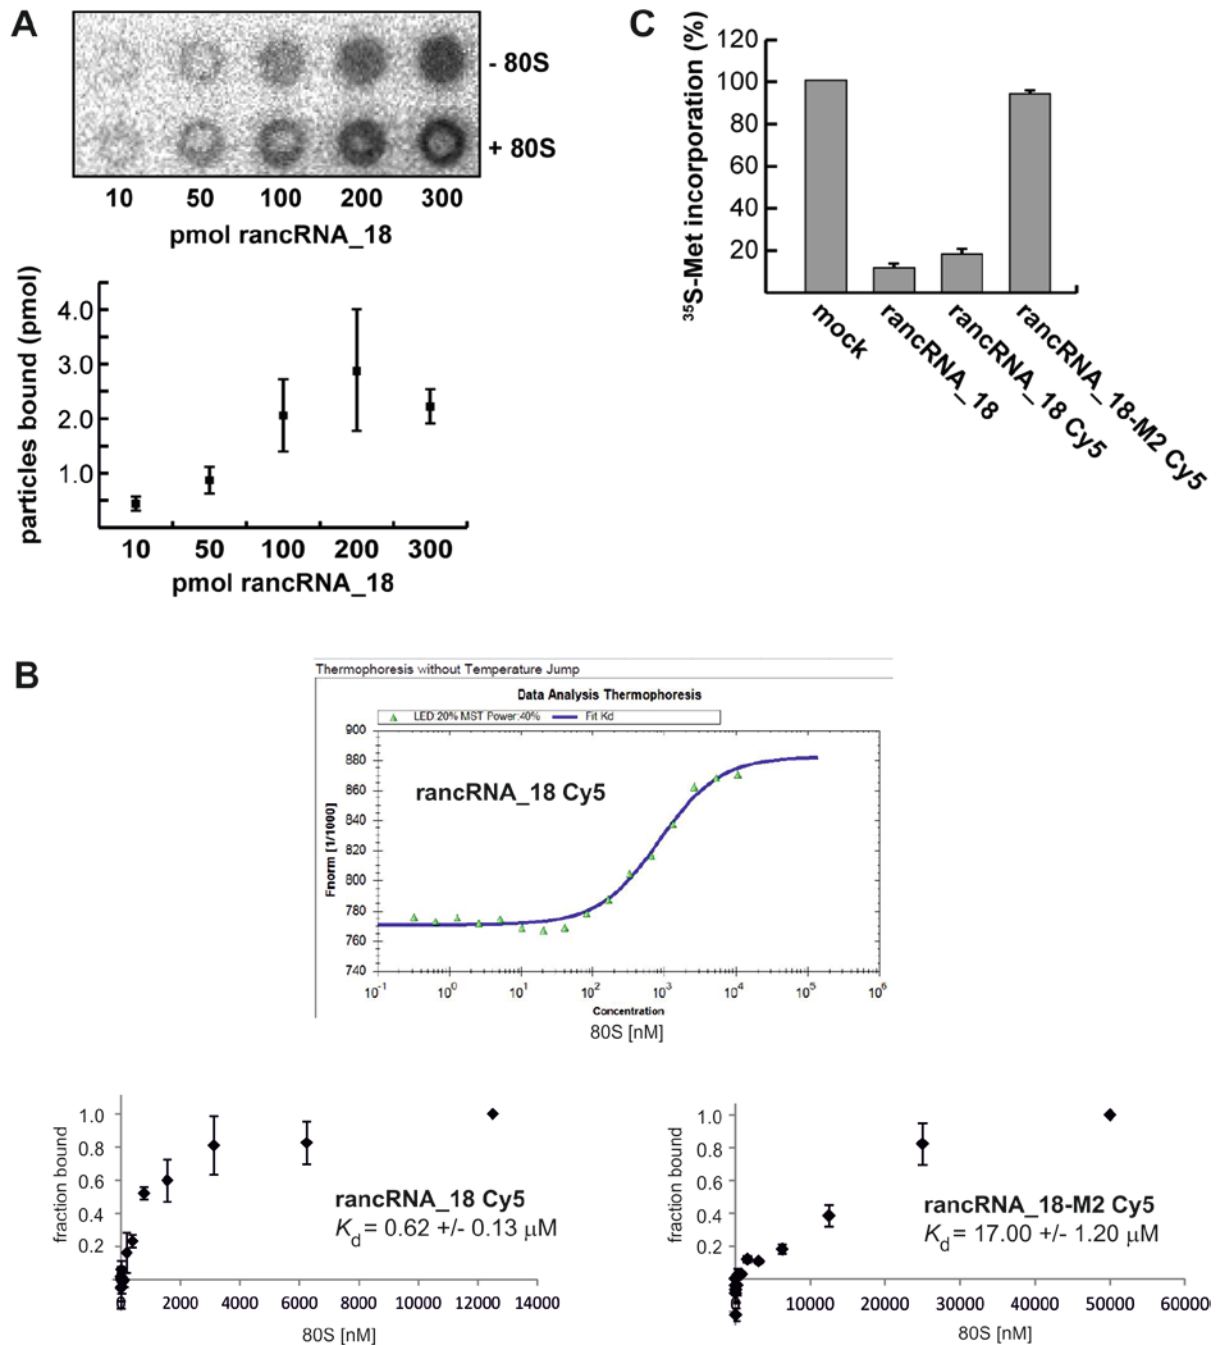 A
- 80S
+ 80S
10 50 100 200 300
pmol rancRNA_18
particles bound (pmol)
4.0
3.0
2.0
1.0
10 50 100 200 300
pmol rancRNA_18
C
³⁵S-Met incorporation (%)
120
100
80
60
40
20
mock
rancRNA_18
rancRNA_18 Cy5
rancRNA_18-M2 Cy5
B
Thermophoresis without Temperature Jump
Data Analysis Thermophoresis
LED 20% MST Power:40% Fit Kd
rancRNA_18 Cy5
Fnorm [1/1000]
900
880
860
840
820
800
780
760
740
10⁻¹ 10⁰ 10¹ 10² 10³ 10⁴ 10⁵ 10⁶
Concentration
80S [nM]
fraction bound
1.0
0.8
0.6
0.4
0.2
rancRNA_18 Cy5
Kd = 0.62 +/- 0.13 µM
0 2000 4000 6000 8000 10000 12000 14000
80S [nM]
fraction bound
1.0
0.8
0.6
0.4
0.2
rancRNA_18-M2 Cy5
Kd = 17.00 +/- 1.20 µM
0 10000 20000 30000 40000 50000 60000
80S [nM]